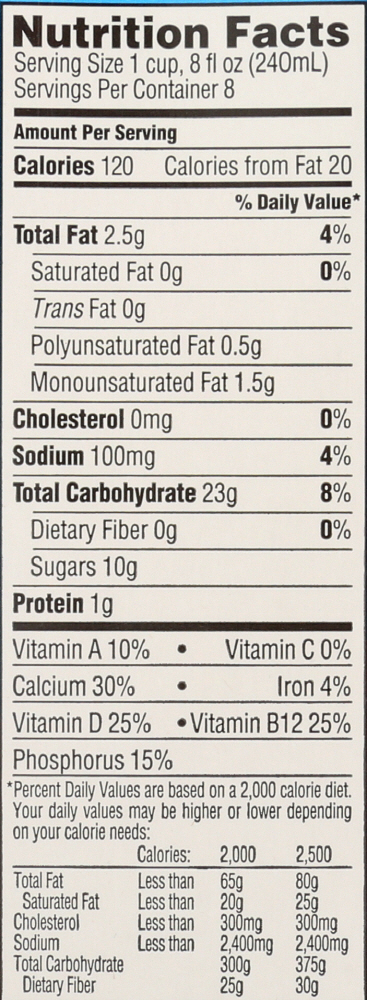 Nutrition Facts
Serving Size 1 cup, 8 fl oz (240mL)
Servings Per Container 8
Amount Per Serving
Calories 120 Calories from Fat 20
% Daily Value*
Total Fat 2.5g 4%
Saturated Fat 0g 0%
Trans Fat 0g
Polyunsaturated Fat 0.5g
Monounsaturated Fat 1.5g
Cholesterol 0mg 0%
Sodium 100mg 4%
Total Carbohydrate 23g 8%
Dietary Fiber 0g 0%
Sugars 10g
Protein 1g
Vitamin A 10% • Vitamin C 0%
Calcium 30% • Iron 4%
Vitamin D 25% • Vitamin B12 25%
Phosphorus 15%
*Percent Daily Values are based on a 2,000 calorie diet.
Your daily values may be higher or lower depending
on your calorie needs:
Calories: 2,000 2,500
Total Fat Less than 65g 80g
Saturated Fat Less than 20g 25g
Cholesterol Less than 300mg 300mg
Sodium Less than 2,400mg 2,400mg
Total Carbohydrate 300g 375g
Dietary Fiber 25g 30g